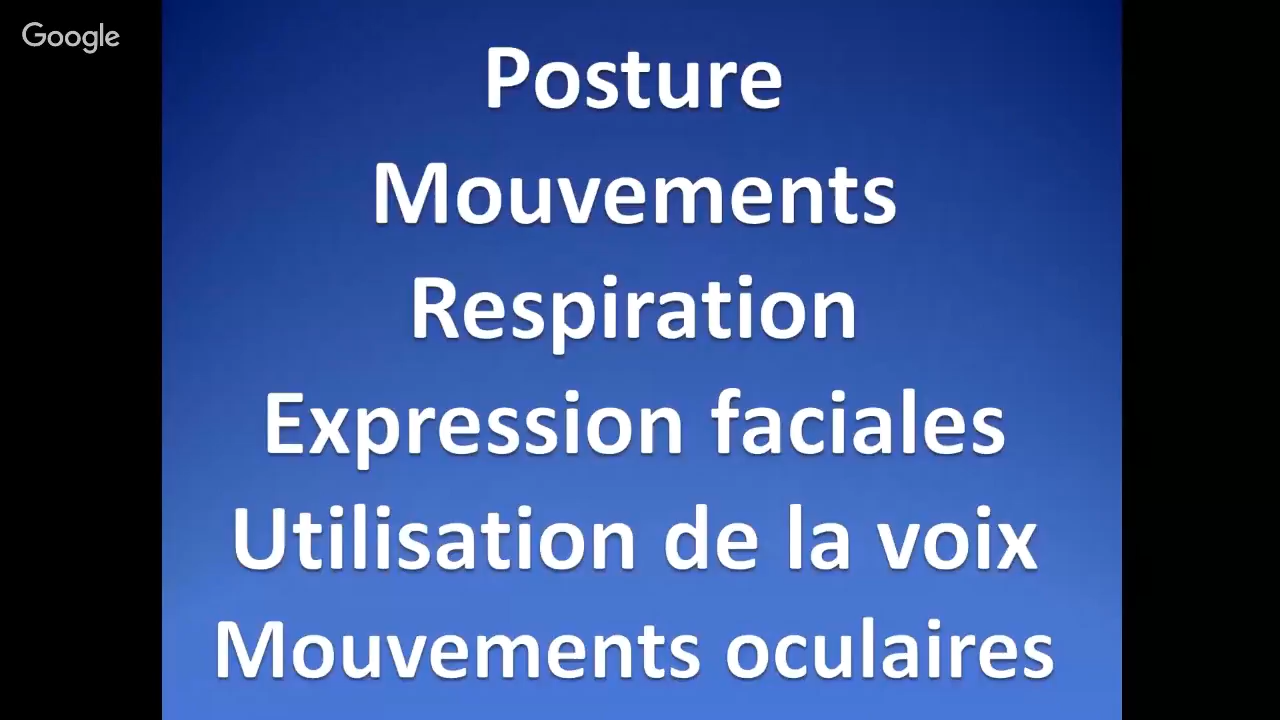 Google
Posture
Mouvements
Respiration
Expression faciales
Utilisation de la voix
Mouvements oculaires